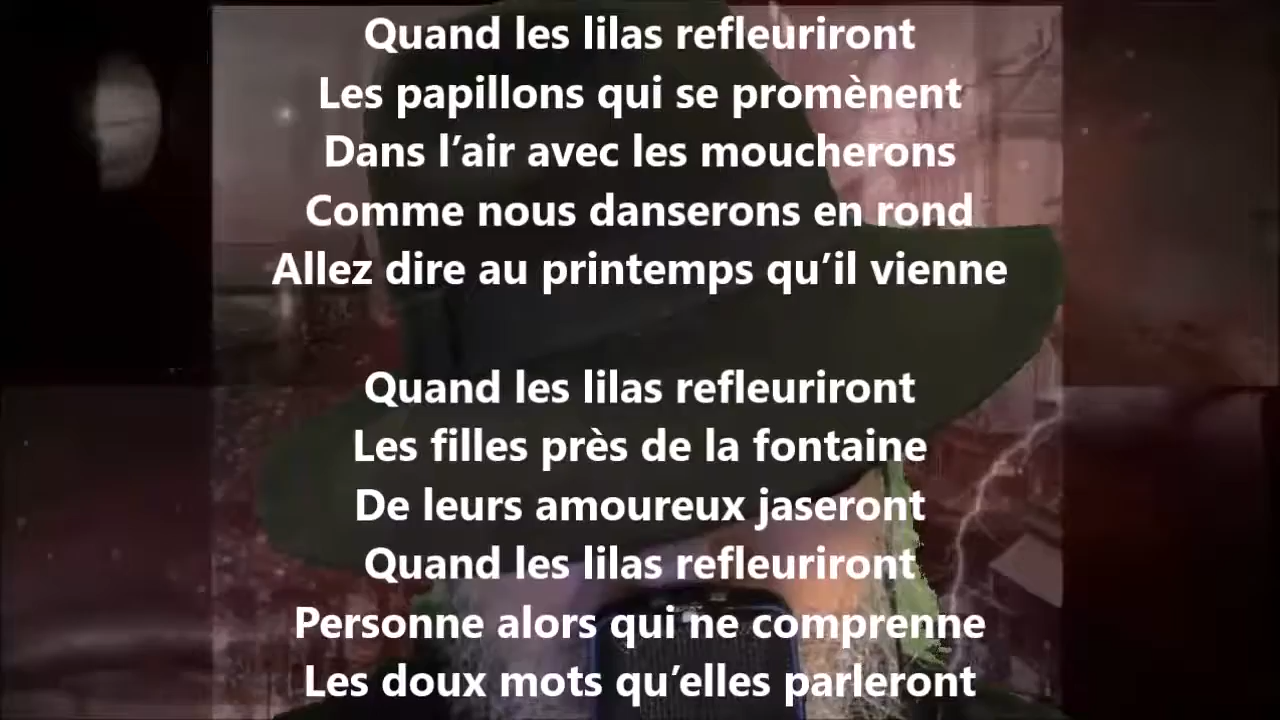 Quand les lilas refleuriront
Les papillons qui se promènent
Dans l’air avec les moucherons
Comme nous danserons en rond
Allez dire au printemps qu’il vienne
Quand les lilas refleuriront
Les filles près de la fontaine
De leurs amoureux jaseront
Quand les lilas refleuriront
Personne alors qui ne comprenne
Les doux mots qu’elles parleront